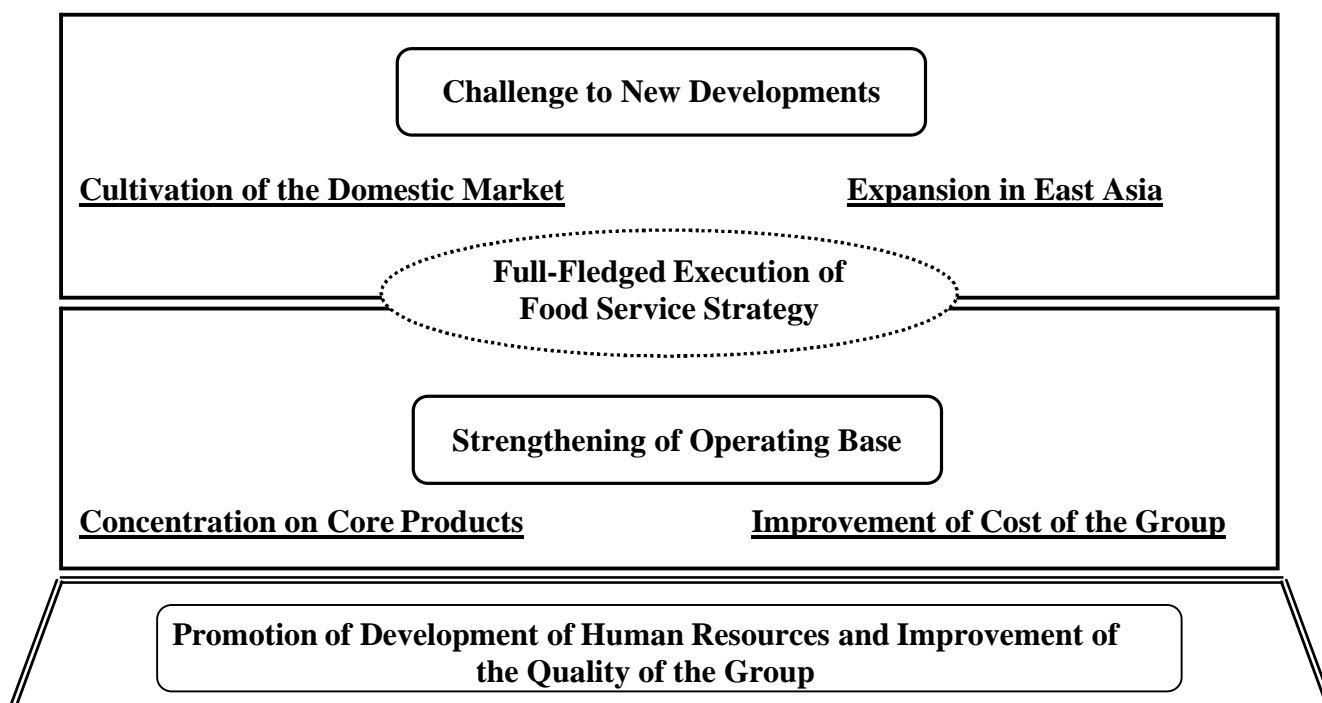 Challenge to New Developments
Cultivation of the Domestic Market
Expansion in East Asia
Full-Fledged Execution of
Food Service Strategy
Strengthening of Operating Base
Concentration on Core Products
Improvement of Cost of the Group
Promotion of Development of Human Resources and Improvement of
the Quality of the Group